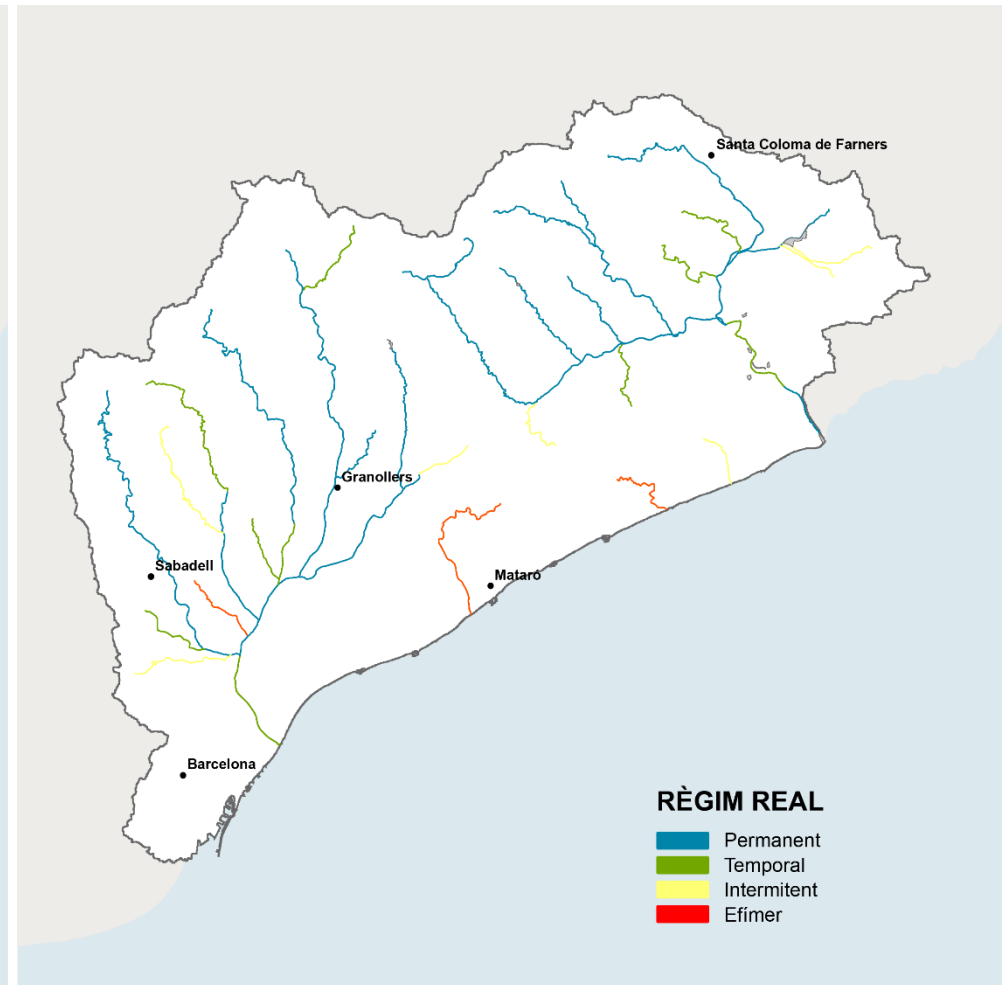 Santa Coloma de Farners
Granollers
Sabadell
Mataró
Barcelona
RÈGIM REAL
Permanent
Temporal
Intermitent
Efímer